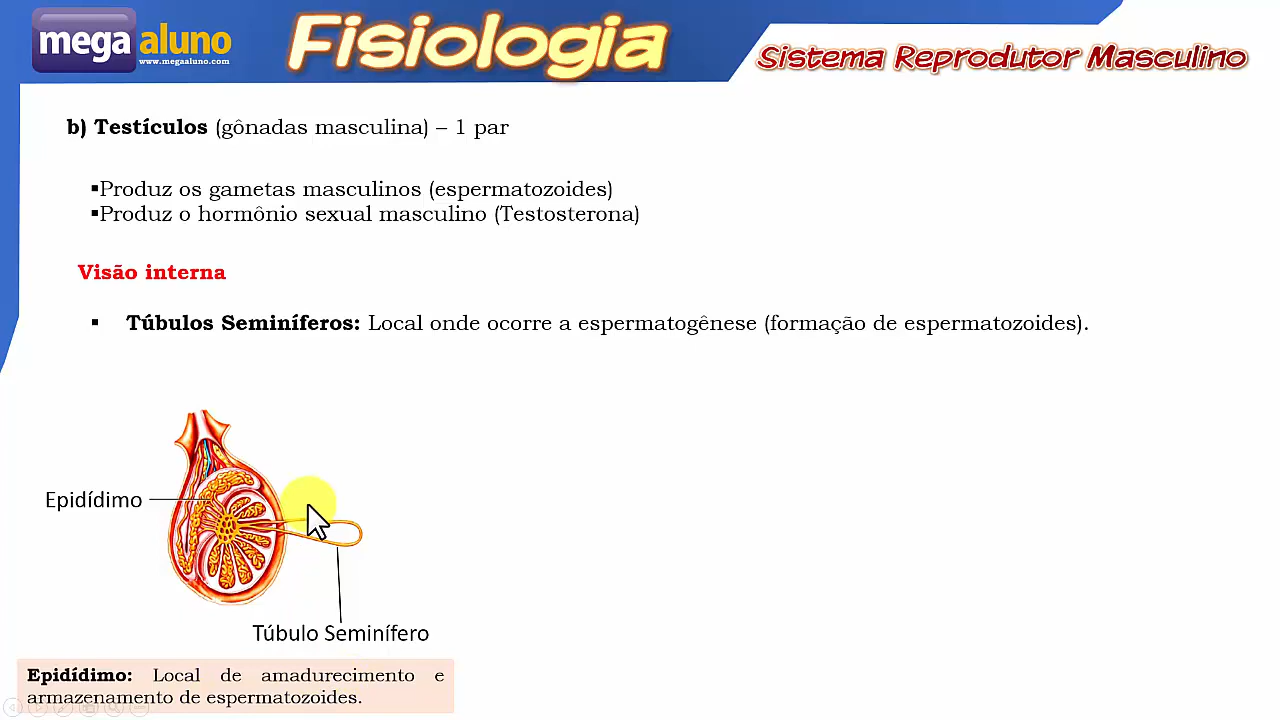 mega aluno
www.megaaluno.com
Fisiologia
Sistema Reprodutor Masculino
b) Testículos (gônadas masculina) – 1 par
▪Produz os gametas masculinos (espermatozoides)
▪Produz o hormônio sexual masculino (Testosterona)
Visão interna
▪ Túbulos Seminíferos: Local onde ocorre a espermatogênese (formação de espermatozoides).
Epidídimo
Túbulo Seminífero
Epidídimo: Local de amadurecimento e
armazenamento de espermatozoides.